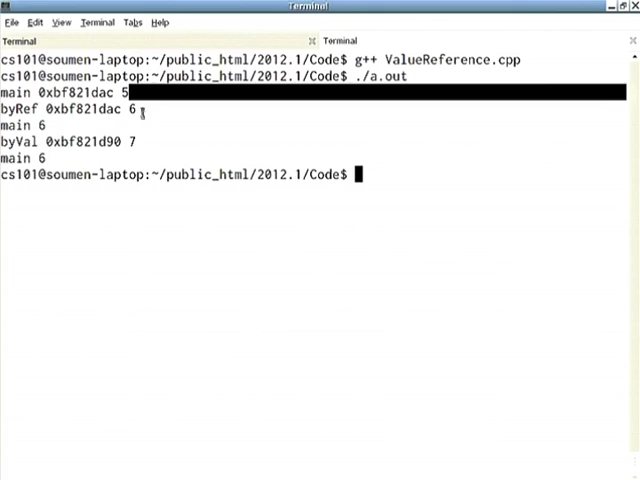 Terminal
File Edit View Terminal Tabs Help
Terminal Terminal
cs101@soumen-laptop:~/public_html/2012.1/Code$ g++ ValueReference.cpp
cs101@soumen-laptop:~/public_html/2012.1/Code$ ./a.out
main 0xbf821dac 5
byRef 0xbf821dac 6
main 6
byVal 0xbf821d90 7
main 6
cs101@soumen-laptop:~/public_html/2012.1/Code$